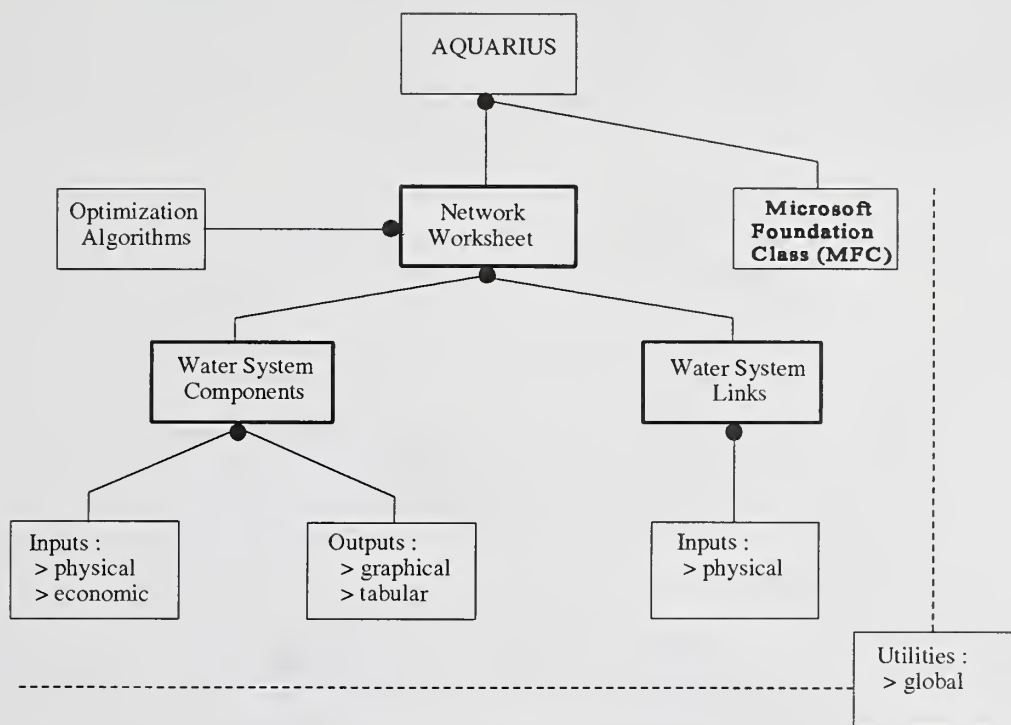 AQUARIUS
Optimization
Algorithms
Network
Worksheet
Microsoft
Foundation
Class (MFC)
Water System
Components
Water System
Links
Inputs :
> physical
> economic
Outputs :
> graphical
> tabular
Inputs :
> physical
Utilities :
> global